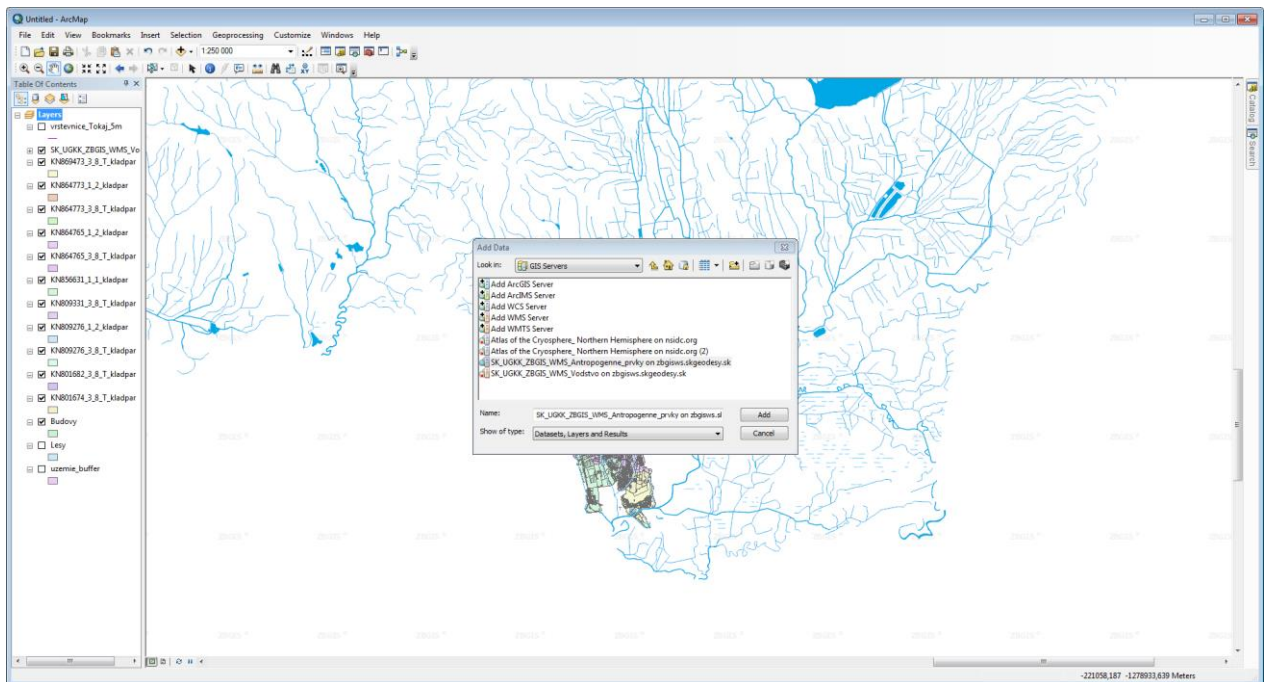 Untitled - ArcMap
File Edit View Bookmarks Insert Selection Geoprocessing Customize Windows Help
1:250 000
Table Of Contents
Layers
vrstevnice_Tokaj_5m
SK_UGKK_ZBGIS_WMS_Vo
KN869473_3_8_T_kladpar
KN864773_1_2_kladpar
KN864773_3_8_T_kladpar
KN864765_1_2_kladpar
KN864765_3_8_T_kladpar
KN856631_1_1_kladpar
KN809331_3_8_T_kladpar
KN809276_1_2_kladpar
KN809276_3_8_T_kladpar
KN801682_3_8_T_kladpar
KN801674_3_8_T_kladpar
Budovy
Lesy
uzemie_buffer
Add Data
Look in: GIS Servers
Add ArcGIS Server
Add ArcIMS Server
Add WCS Server
Add WMS Server
Add WMTS Server
Atlas of the Cryosphere_ Northern Hemisphere on nsidc.org
Atlas of the Cryosphere_ Northern Hemisphere on nsidc.org (2)
SK_UGKK_ZBGIS_WMS_Antropogenne_prvky on zbgisws.skgeodesy.sk
SK_UGKK_ZBGIS_WMS_Vodstvo on zbgisws.skgeodesy.sk
Name: SK_UGKK_ZBGIS_WMS_Antropogenne_prvky on zbgisws.sl
Add
Show of type: Datasets, Layers and Results
Cancel
Catalog
Search
-221058,187 -1278933,639 Meters